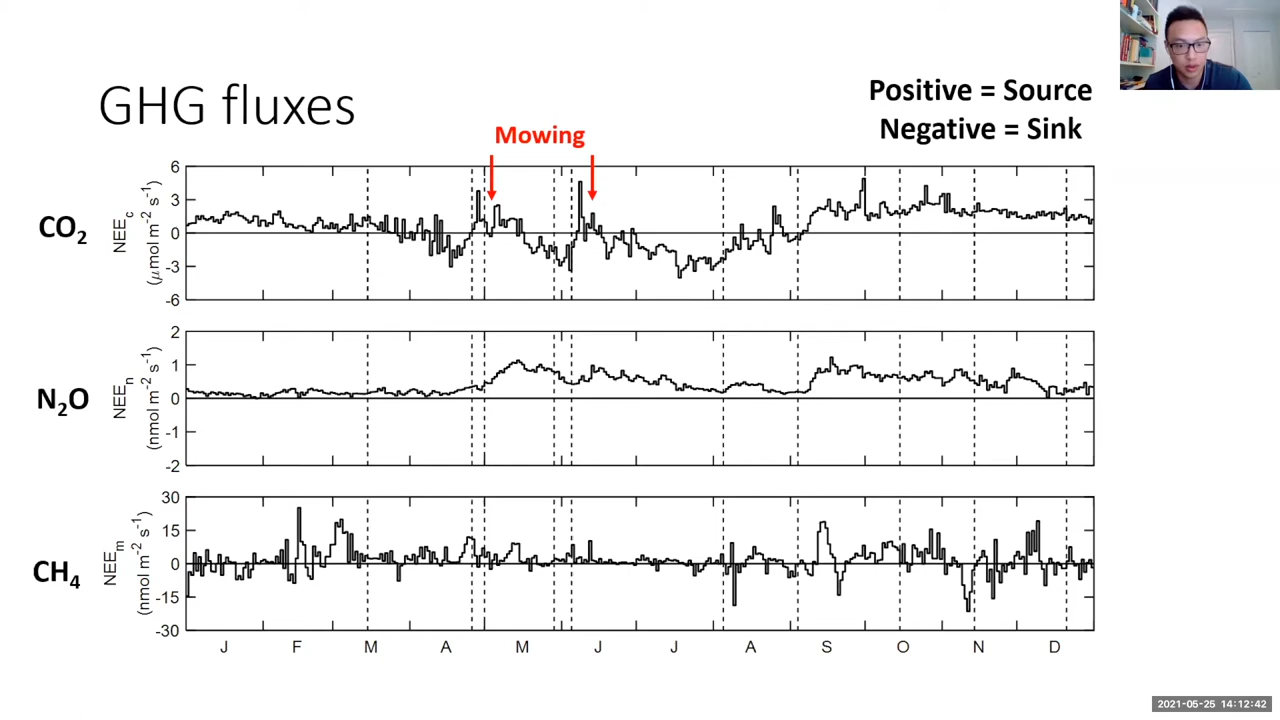 GHG fluxes
Positive = Source
Negative = Sink
Mowing
CO2
NEEc
(μmol m-2 s-1)
6
3
0
-3
-6
N2O
NEEn
(nmol m-2 s-1)
2
1
0
-1
-2
CH4
NEEm
(nmol m-2 s-1)
30
15
0
-15
-30
J F M A M J J A S O N D
2021-05-25 14:12:42